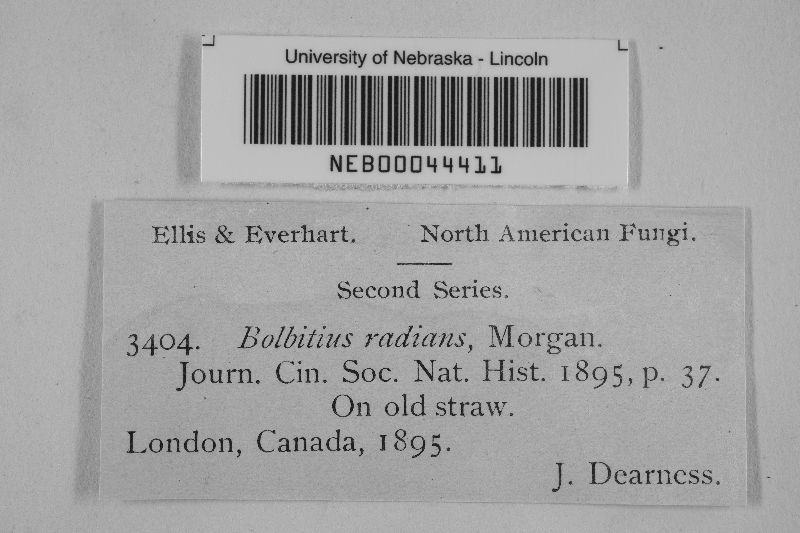 University of Nebraska - Lincoln
NEB00044411
Ellis & Everhart. North American Fungi.
Second Series.
3404. Bolbitius radians, Morgan.
Journ. Cin. Soc. Nat. Hist. 1895, p. 37.
On old straw.
London, Canada, 1895.
J. Dearness.